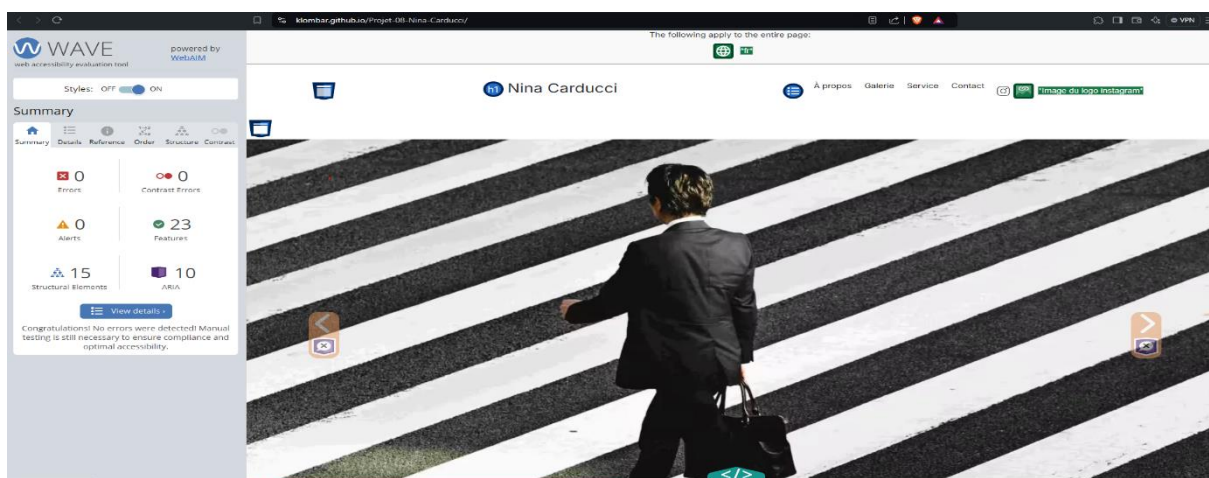 klombar.github.io/Projet-08-Nina-Carducci/
VPN
WAVE
web accessibility evaluation tool
powered by
WebAIM
Styles: OFF ON
Summary
Summary Details Reference Order Structure Contrast
0
Errors
0
Contrast Errors
0
Alerts
23
Features
15
Structural Elements
10
ARIA
View details ›
Congratulations! No errors were detected! Manual
testing is still necessary to ensure compliance and
optimal accessibility.
The following apply to the entire page:
"fr"
h1 Nina Carducci
À propos Galerie Service Contact
*Image du logo instagram*
</>